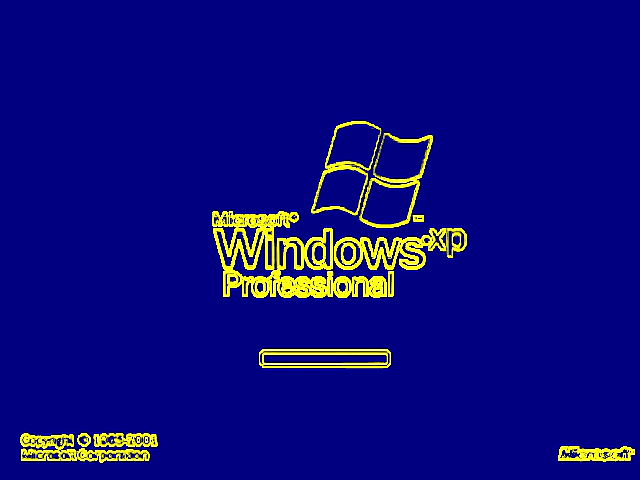 Microsoft®
Windows xp
Professional
Copyright © 1985-2001
Microsoft Corporation
Microsoft